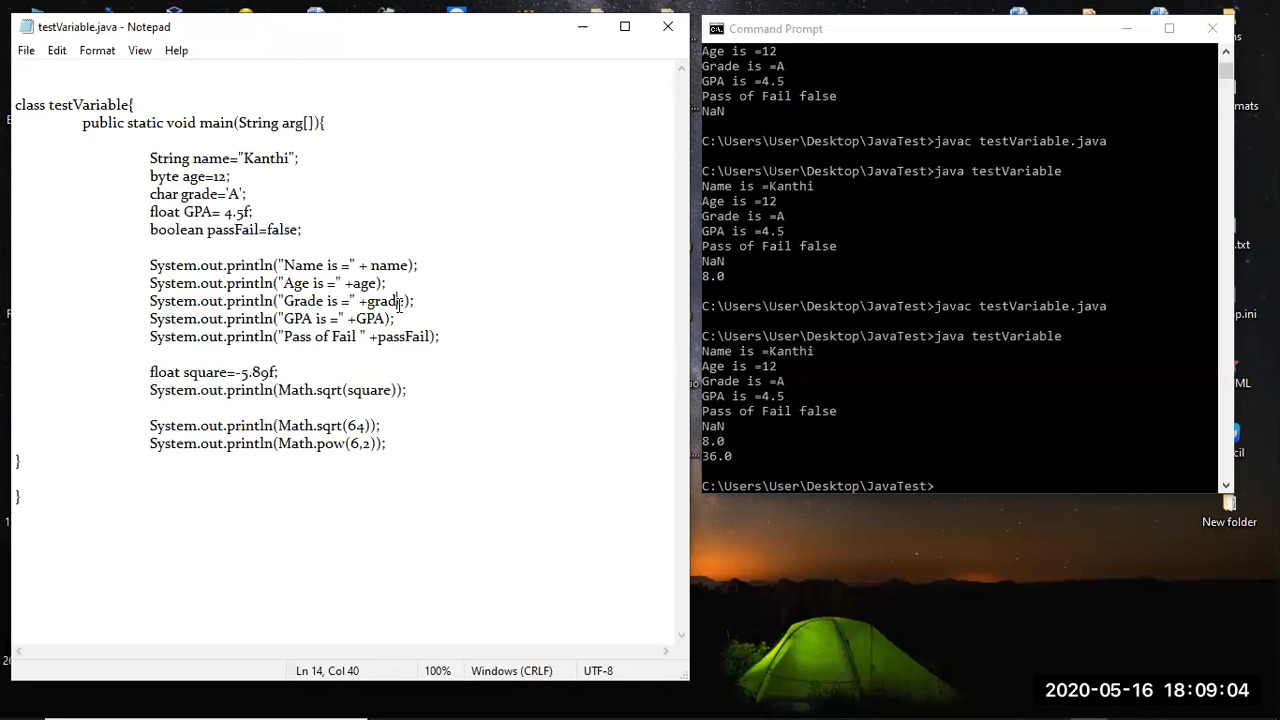 testVariable.java - Notepad
File Edit Format View Help
class testVariable{
public static void main(String arg[]){
String name="Kanthi";
byte age=12;
char grade='A';
float GPA= 4.5f;
boolean passFail=false;
System.out.println("Name is =" + name);
System.out.println("Age is =" +age);
System.out.println("Grade is =" +grade);
System.out.println("GPA is =" +GPA);
System.out.println("Pass of Fail " +passFail);
float square=-5.89f;
System.out.println(Math.sqrt(square));
System.out.println(Math.sqrt(64));
System.out.println(Math.pow(6,2));
}
}
Ln 14, Col 40 100% Windows (CRLF) UTF-8
Command Prompt
Age is =12
Grade is =A
GPA is =4.5
Pass of Fail false
NaN
C:\Users\User\Desktop\JavaTest>javac testVariable.java
C:\Users\User\Desktop\JavaTest>java testVariable
Name is =Kanthi
Age is =12
Grade is =A
GPA is =4.5
Pass of Fail false
NaN
8.0
C:\Users\User\Desktop\JavaTest>javac testVariable.java
C:\Users\User\Desktop\JavaTest>java testVariable
Name is =Kanthi
Age is =12
Grade is =A
GPA is =4.5
Pass of Fail false
NaN
8.0
36.0
C:\Users\User\Desktop\JavaTest>
New folder
2020-05-16 18:09:04